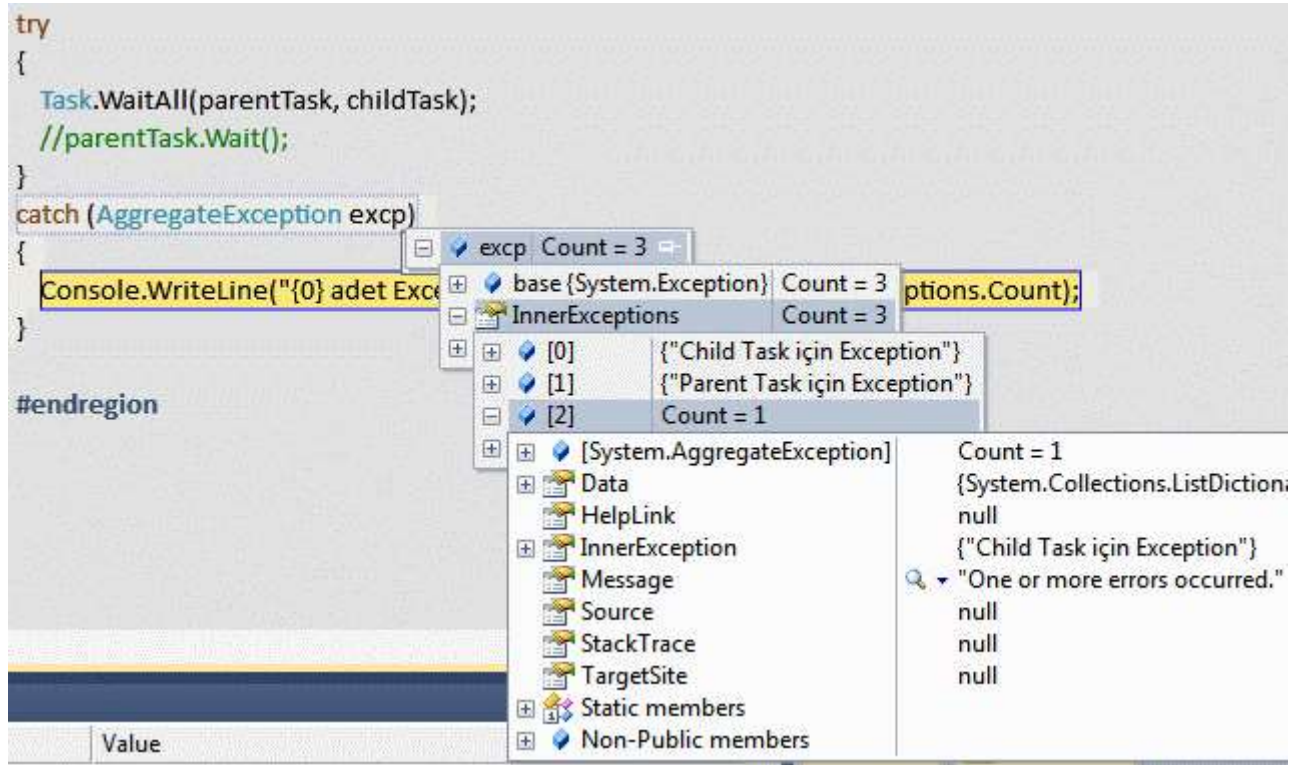 try
{
Task.WaitAll(parentTask, childTask);
//parentTask.Wait();
}
catch (AggregateException excp)
excp Count = 3
{
base {System.Exception} Count = 3
Console.WriteLine("{0} adet Exce ptions.Count);
InnerExceptions Count = 3
}
[0] {"Child Task için Exception"}
[1] {"Parent Task için Exception"}
#endregion
[2] Count = 1
[System.AggregateException] Count = 1
Data {System.Collections.ListDictiona
HelpLink null
InnerException {"Child Task için Exception"}
Message "One or more errors occurred."
Source null
StackTrace null
TargetSite null
Static members
Non-Public members
Value